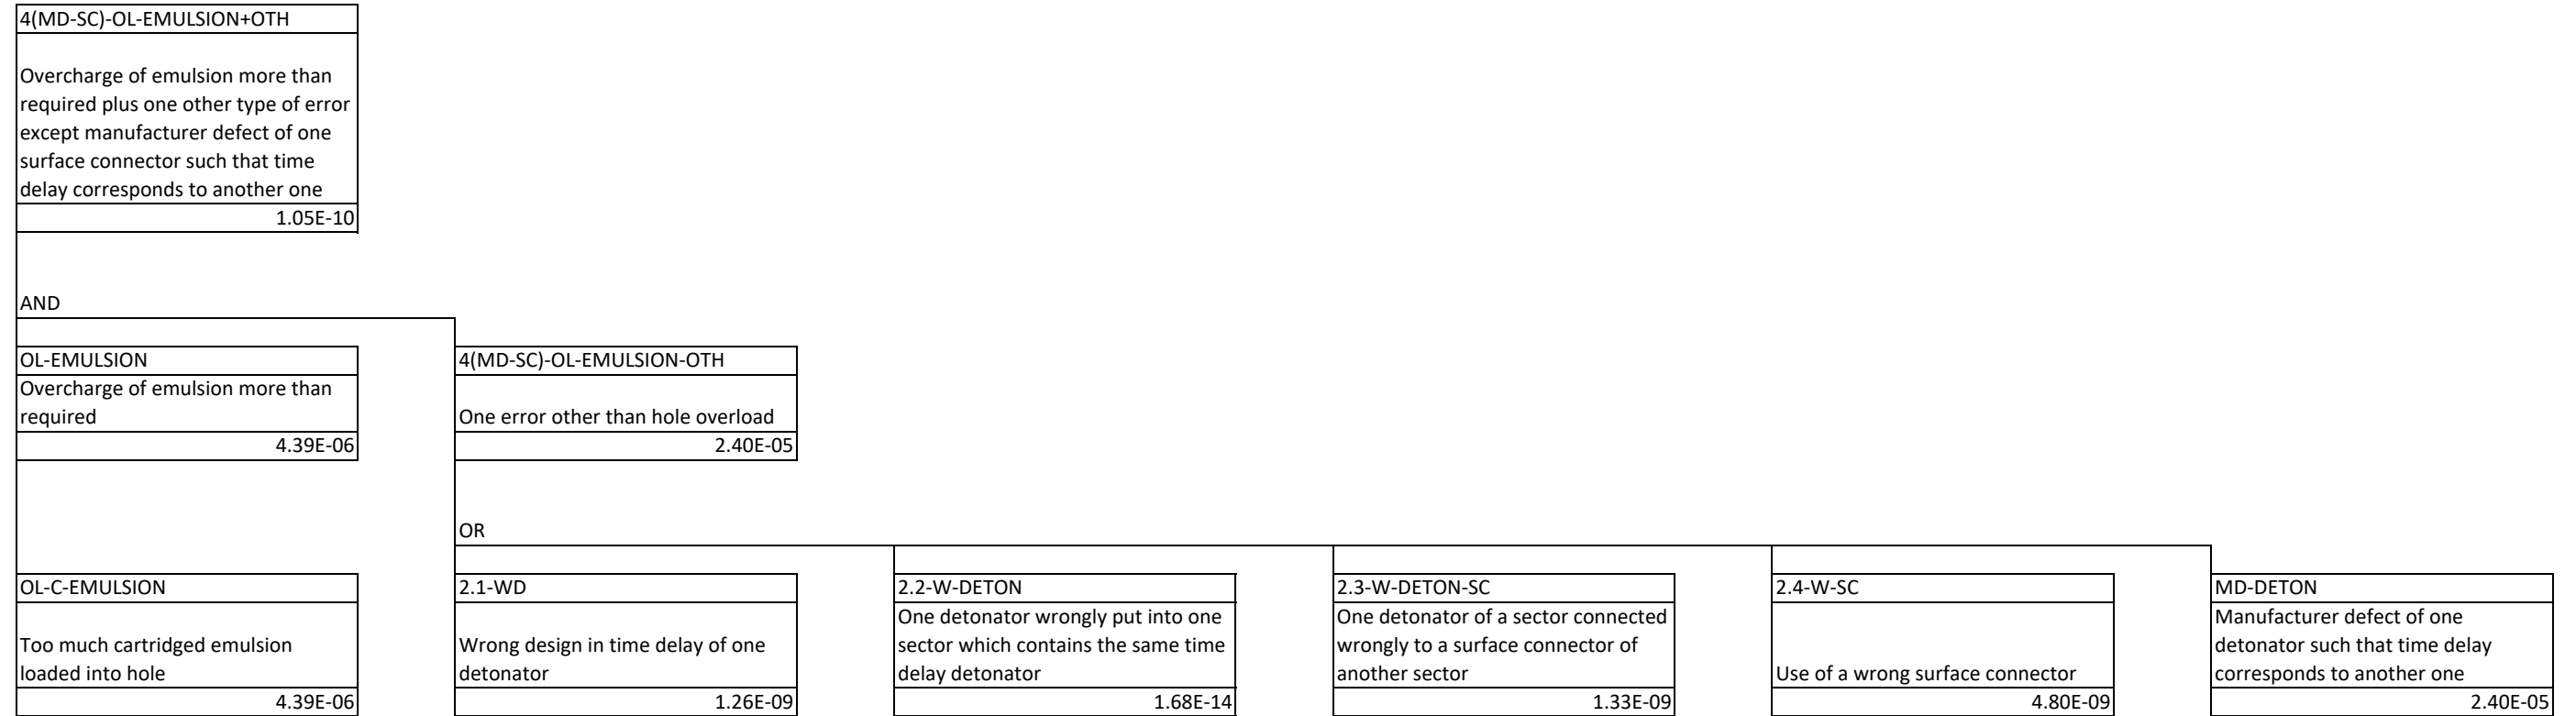 4(MD-SC)-OL-EMULSION+OTH
Overcharge of emulsion more than
required plus one other type of error
except manufacturer defect of one
surface connector such that time
delay corresponds to another one
1.05E-10
AND
OL-EMULSION
Overcharge of emulsion more than
required
4.39E-06
4(MD-SC)-OL-EMULSION-OTH
One error other than hole overload
2.40E-05
OR
OL-C-EMULSION
Too much cartridged emulsion
loaded into hole
4.39E-06
2.1-WD
Wrong design in time delay of one
detonator
1.26E-09
2.2-W-DETON
One detonator wrongly put into one
sector which contains the same time
delay detonator
1.68E-14
2.3-W-DETON-SC
One detonator of a sector connected
wrongly to a surface connector of
another sector
1.33E-09
2.4-W-SC
Use of a wrong surface connector
4.80E-09
MD-DETON
Manufacturer defect of one
detonator such that time delay
corresponds to another one
2.40E-05